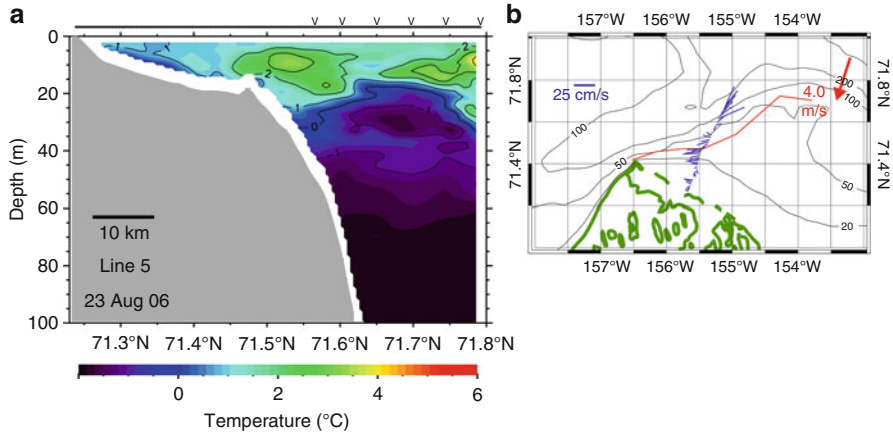 a
v v v v v v
0
20
40
60
80
100
Depth (m)
-1
-1
2
2
-1
0
-1
10 km
Line 5
23 Aug 06
71.3°N 71.4°N 71.5°N 71.6°N 71.7°N 71.8°N
0 2 4 6
Temperature (°C)
b
157°W 156°W 155°W 154°W
71.8°N
71.4°N
71.8°N
71.4°N
25 cm/s
4.0
m/s
200
100
100
50
50
20
157°W 156°W 155°W 154°W